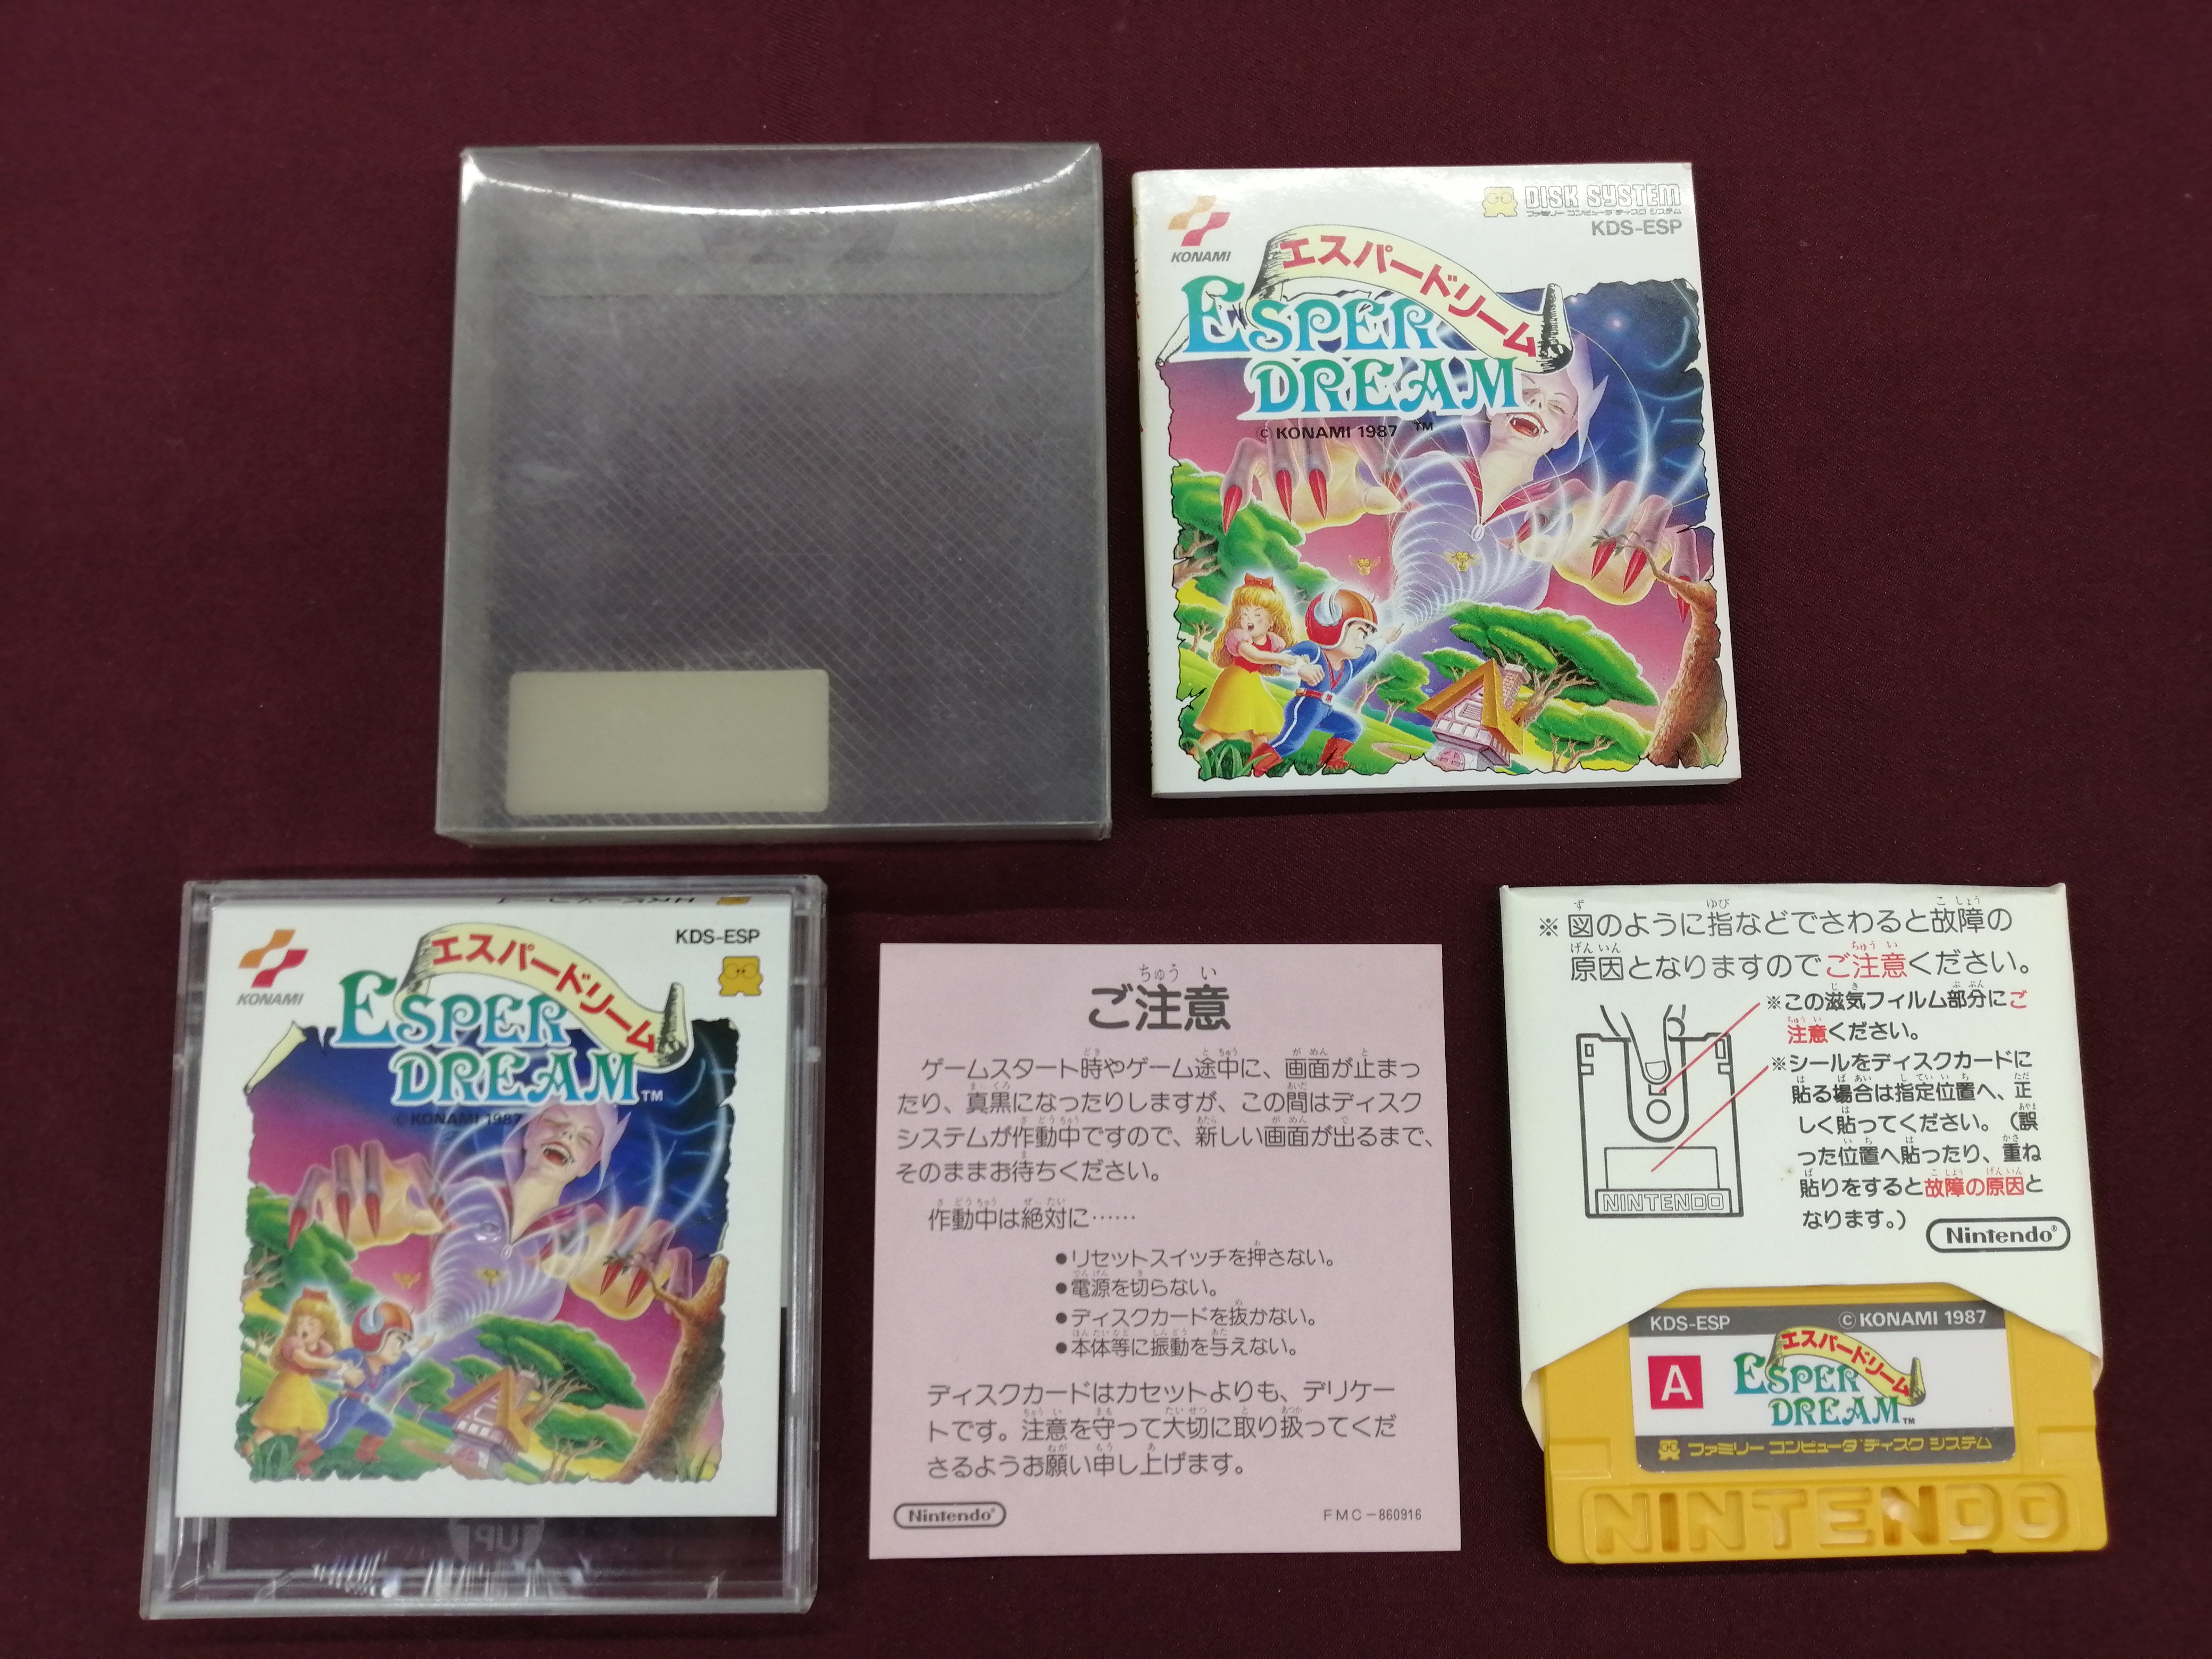 KONAMI
DISK SYSTEM
ファミリー コンピュータ ディスク システム
KDS-ESP
エスパードリーム
ESPER
DREAM
© KONAMI 1987 ™
KONAMI
KDS-ESP
エスパードリーム
ESPER
DREAM™
© KONAMI 1987
UP
ちゅう い
ご注意
ゲームスタート時やゲーム途中に、画面が止まっ
たり、真黒になったりしますが、この間はディスク
システムが作動中ですので、新しい画面が出るまで、
そのままお待ちください。
作動中は絶対に……
●リセットスイッチを押さない。
●電源を切らない。
●ディスクカードを抜かない。
●本体等に振動を与えない。
ディスクカードはカセットよりも、デリケー
トです。注意を守って大切に取り扱ってくだ
さるようお願い申し上げます。
Nintendo®
FMC-860916
※図のように指などでさわると故障の
原因となりますのでご注意ください。
※この滋気フィルム部分にご
注意ください。
※シールをディスクカードに
貼る場合は指定位置へ、正
しく貼ってください。(誤
った位置へ貼ったり、重ね
貼りをすると故障の原因と
なります。)
NINTENDO
Nintendo®
KDS-ESP © KONAMI 1987
A
エスパードリーム
ESPER
DREAM™
ファミリー コンピュータ ディスク システム
NINTENDO